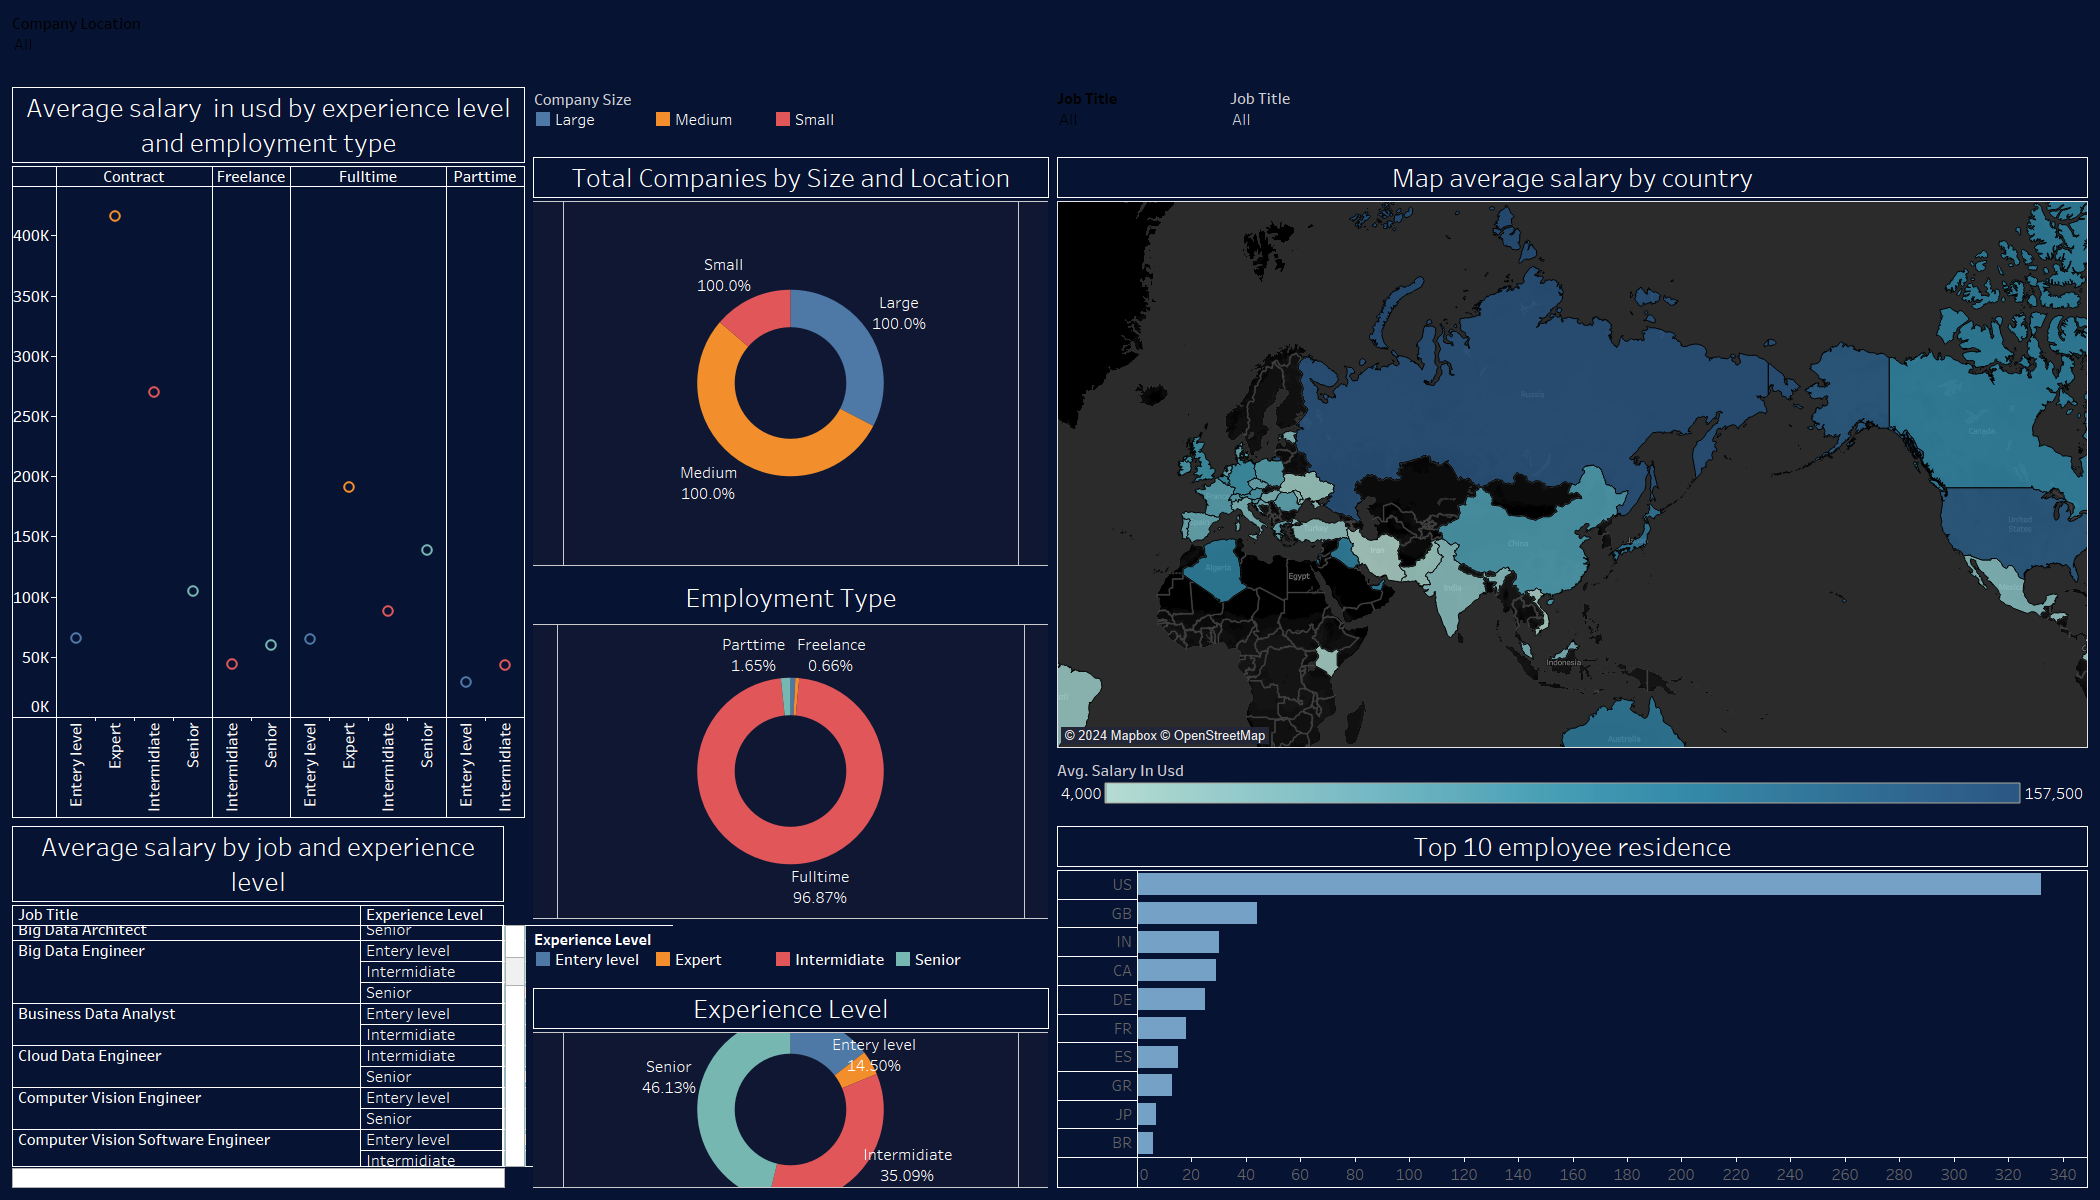 Company Location
All
Average salary in usd by experience level
and employment type
Contract
Freelance
Fulltime
Parttime
400K
350K
300K
250K
200K
150K
100K
50K
0K
Entery level
Expert
Intermidiate
Senior
Intermidiate
Senior
Entery level
Expert
Intermidiate
Senior
Entery level
Intermidiate
Average salary by job and experience
level
Job Title
Experience Level
Big Data Architect
Senior
Big Data Engineer
Entery level
Intermidiate
Senior
Business Data Analyst
Entery level
Intermidiate
Cloud Data Engineer
Intermidiate
Senior
Computer Vision Engineer
Entery level
Senior
Computer Vision Software Engineer
Entery level
Intermidiate
Company Size
Large
Medium
Small
Total Companies by Size and Location
Small
100.0%
Large
100.0%
Medium
100.0%
Employment Type
Parttime
1.65%
Freelance
0.66%
Fulltime
96.87%
Experience Level
Entery level
Expert
Intermidiate
Senior
Experience Level
Entery level
14.50%
Senior
46.13%
Intermidiate
35.09%
Job Title
All
Job Title
All
Map average salary by country
Russia
Canada
United
States
France
Spain
Turkey
Iran
China
Algeria
Egypt
India
Indonesia
Australia
© 2024 Mapbox © OpenStreetMap
Avg. Salary In Usd
4,000
157,500
Top 10 employee residence
US
GB
IN
CA
DE
FR
ES
GR
JP
BR
0
20
40
60
80
100
120
140
160
180
200
220
240
260
280
300
320
340